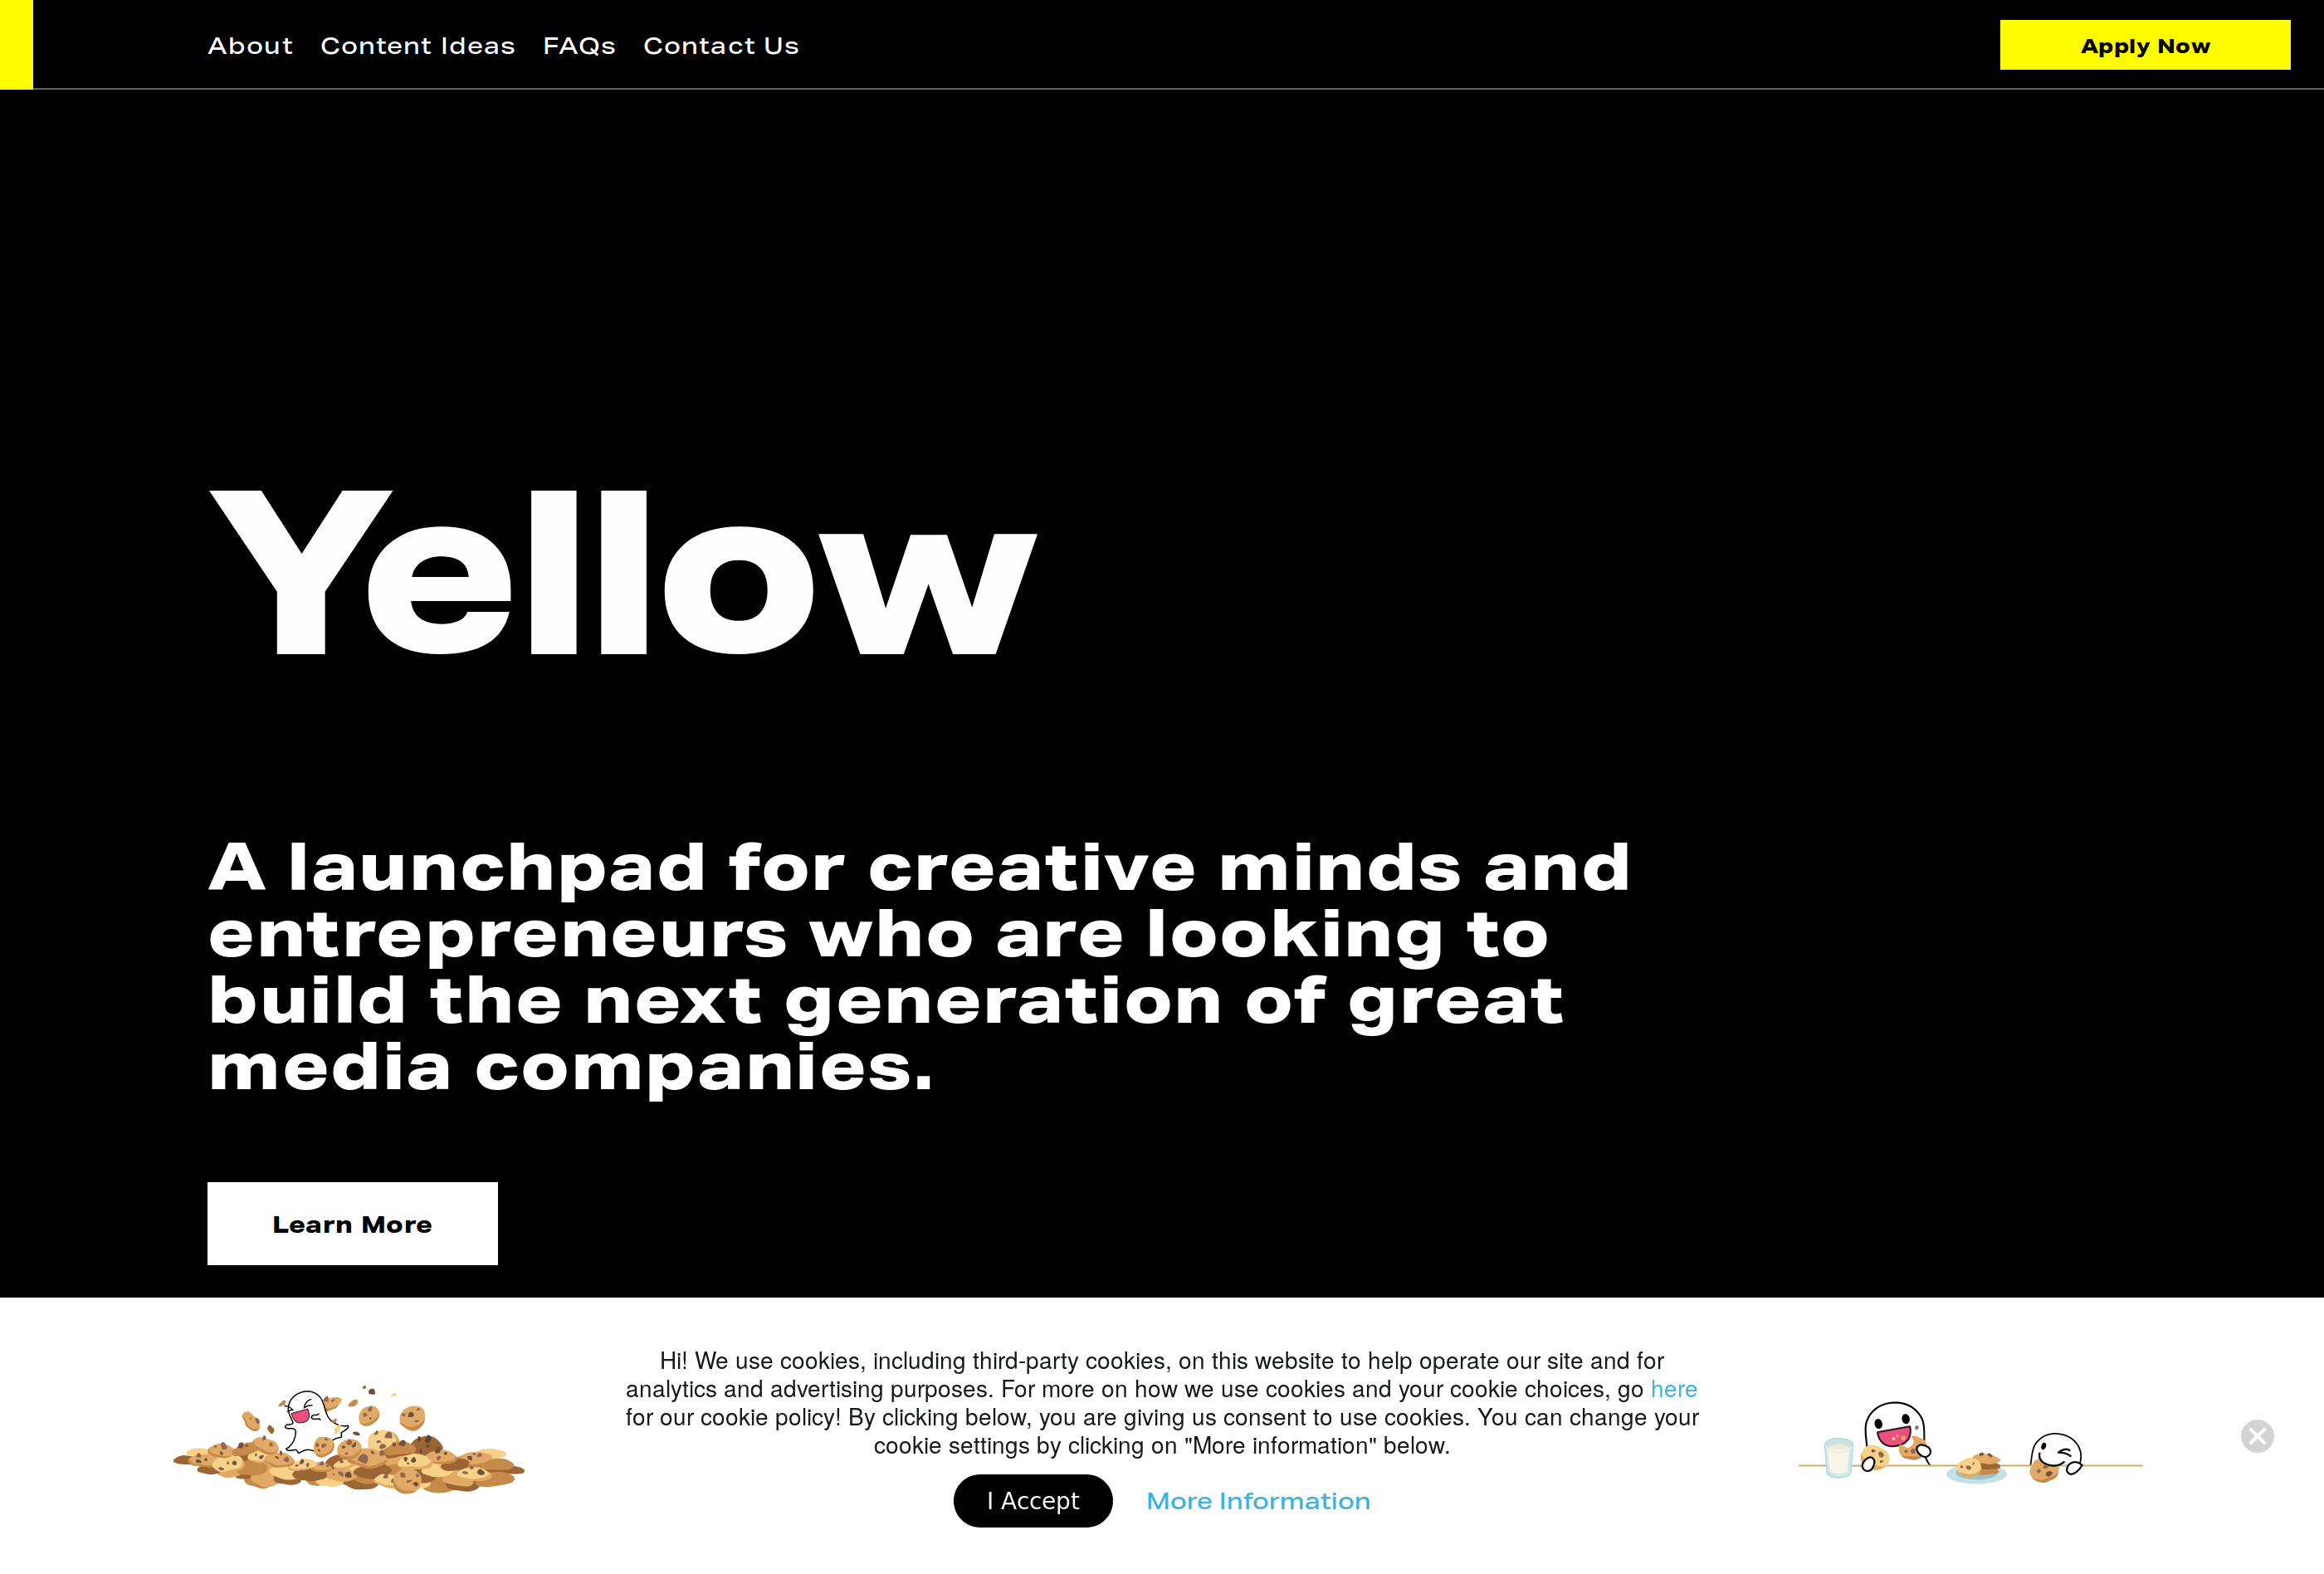 About Content Ideas FAQs Contact Us
Apply Now
Yellow
A launchpad for creative minds and
entrepreneurs who are looking to
build the next generation of great
media companies.
Learn More
Hi! We use cookies, including third-party cookies, on this website to help operate our site and for
analytics and advertising purposes. For more on how we use cookies and your cookie choices, go here
for our cookie policy! By clicking below, you are giving us consent to use cookies. You can change your
cookie settings by clicking on "More information" below.
I Accept
More Information